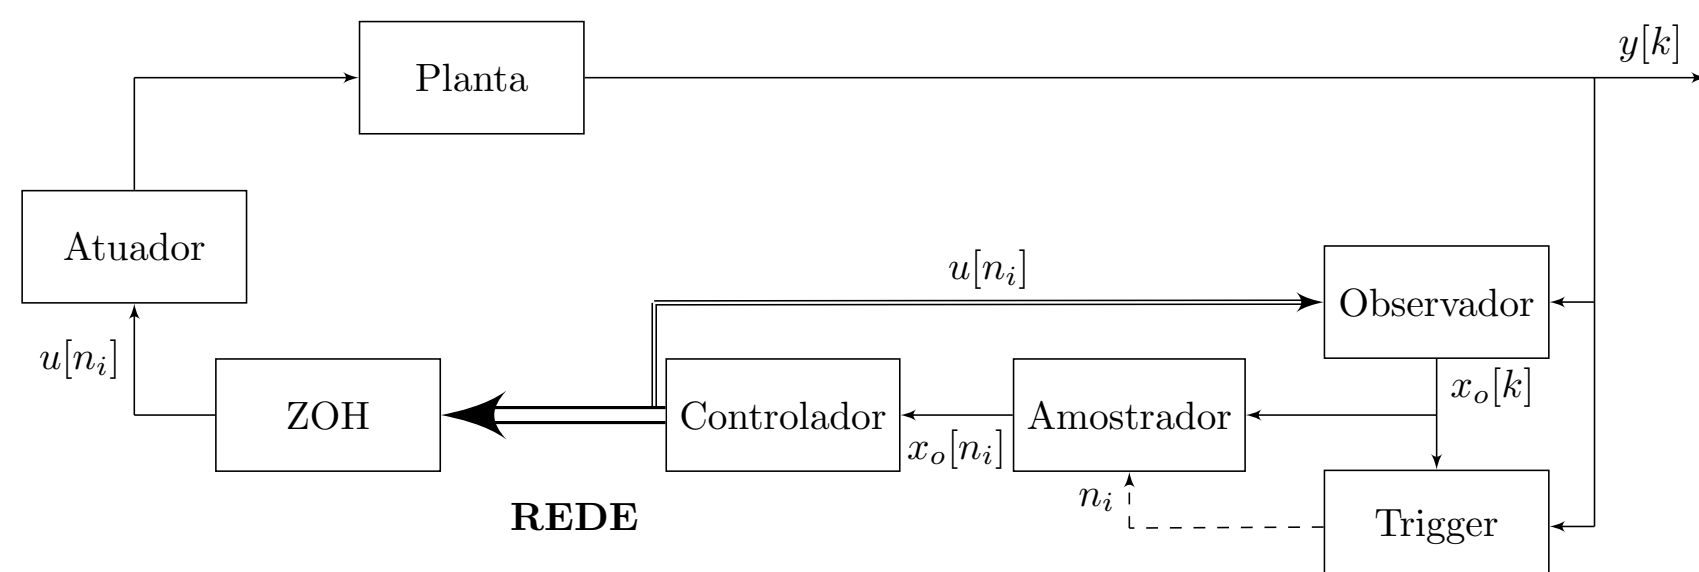 y[k]
Planta
Atuador
u[n_i]
Observador
u[n_i]
x_o[k]
ZOH
Controlador
Amostrador
x_o[n_i]
n_i
REDE
Trigger